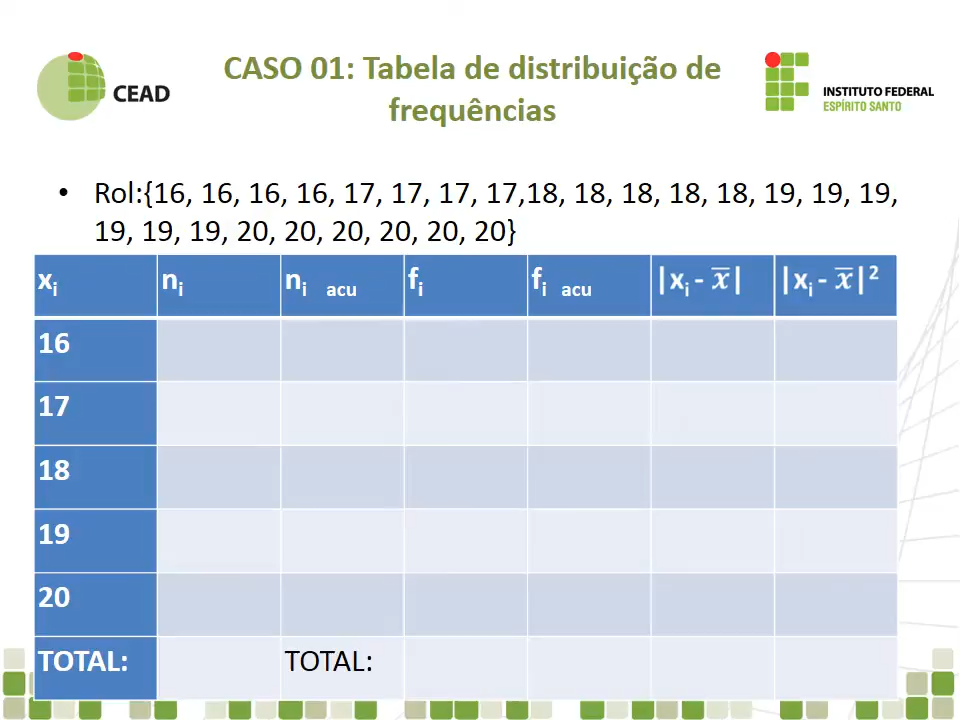 CEAD
CASO 01: Tabela de distribuição de
frequências
INSTITUTO FEDERAL
ESPÍRITO SANTO
• Rol:{16, 16, 16, 16, 17, 17, 17, 17,18, 18, 18, 18, 18, 19, 19, 19,
19, 19, 19, 20, 20, 20, 20, 20, 20}
xi ni ni acu fi fi acu |xi - x̅| |xi - x̅|²
16
17
18
19
20
TOTAL: TOTAL: